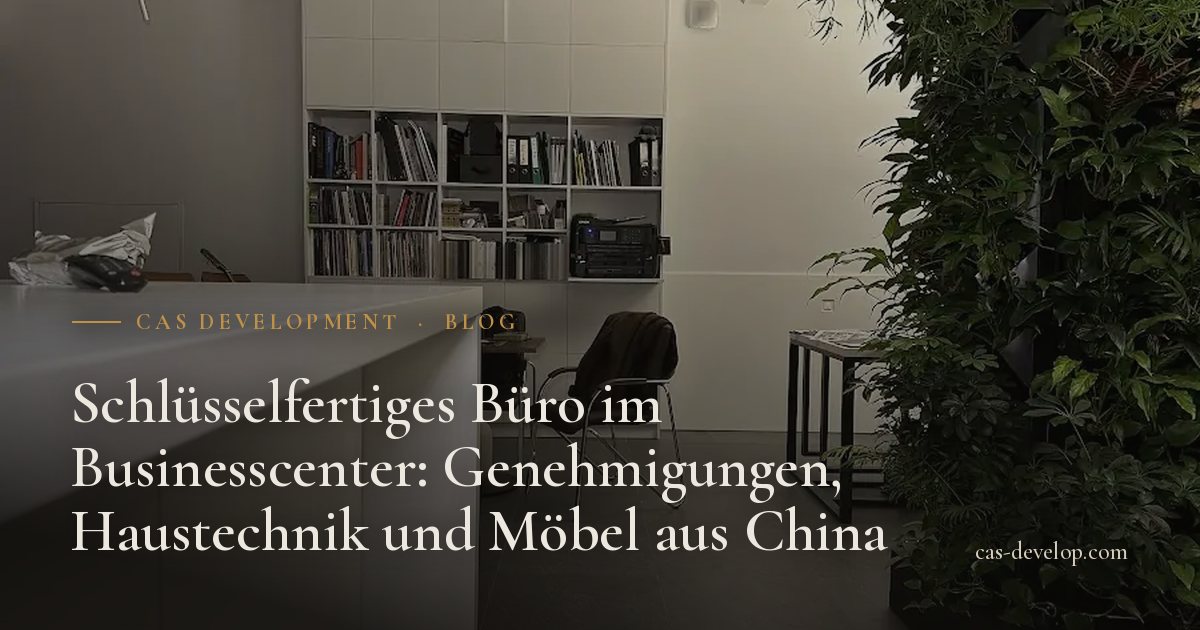 CAS DEVELOPMENT · BLOG
Schlüsselfertiges Büro im
Businesscenter: Genehmigungen,
Haustechnik und Möbel aus China
cas-develop.com